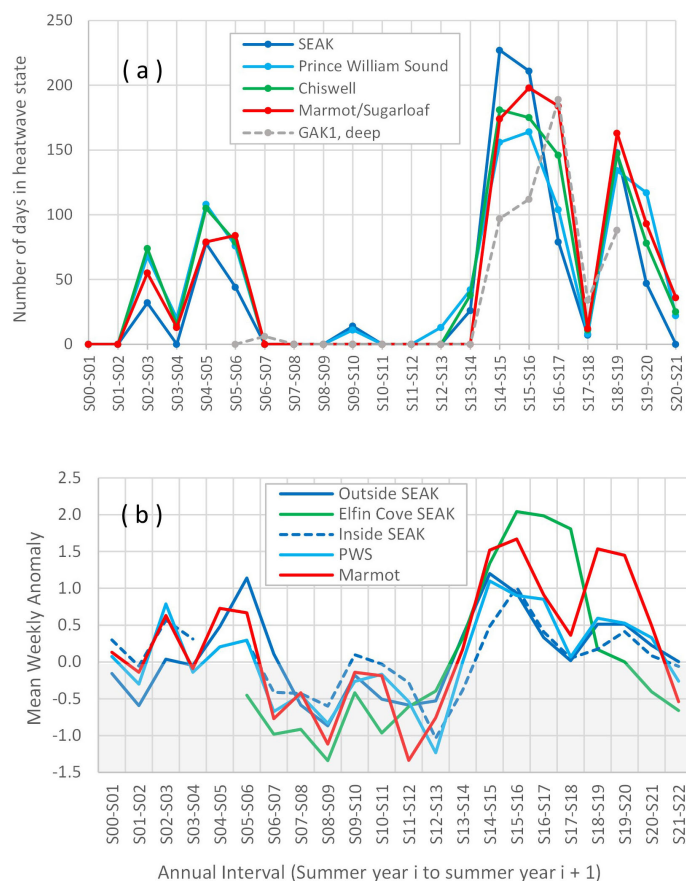 ( a )
SEAK
Prince William Sound
Chiswell
Marmot/Sugarloaf
GAK1, deep
Number of days in heatwave state
250
200
150
100
50
0
S00-S01
S01-S02
S02-S03
S03-S04
S04-S05
S05-S06
S06-S07
S07-S08
S08-S09
S09-S10
S10-S11
S11-S12
S12-S13
S13-S14
S14-S15
S15-S16
S16-S17
S17-S18
S18-S19
S19-S20
S20-S21
( b )
Outside SEAK
Elfin Cove SEAK
Inside SEAK
PWS
Marmot
Mean Weekly Anomaly
2.5
2.0
1.5
1.0
0.5
0.0
-0.5
-1.0
-1.5
S00-S01
S01-S02
S02-S03
S03-S04
S04-S05
S05-S06
S06-S07
S07-S08
S08-S09
S09-S10
S10-S11
S11-S12
S12-S13
S13-S14
S14-S15
S15-S16
S16-S17
S17-S18
S18-S19
S19-S20
S20-S21
S21-S22
Annual Interval (Summer year i to summer year i + 1)